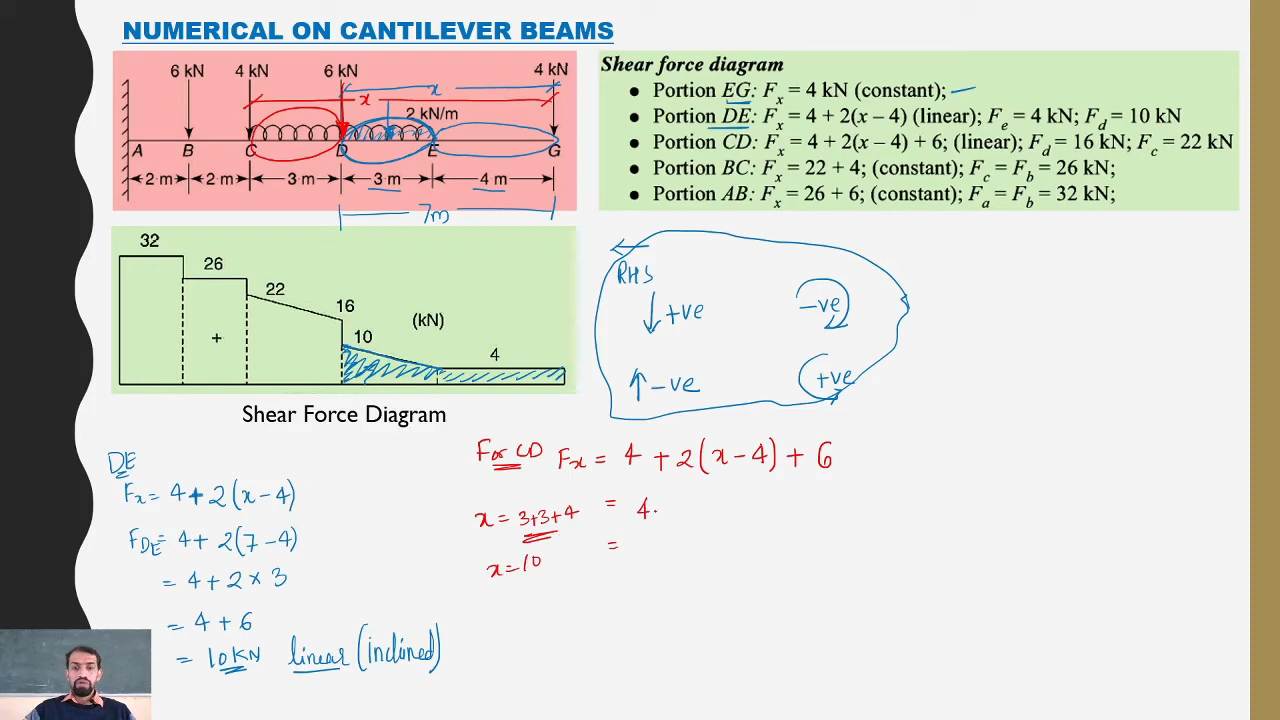 NUMERICAL ON CANTILEVER BEAMS
6 kN 4 kN 6 kN 4 kN
x
x
2 kN/m
A B C D E G
2 m 2 m 3 m 3 m 4 m
7m
Shear force diagram
• Portion EG: Fx = 4 kN (constant);
• Portion DE: Fx = 4 + 2(x – 4) (linear); Fe = 4 kN; Fd = 10 kN
• Portion CD: Fx = 4 + 2(x – 4) + 6; (linear); Fd = 16 kN; Fc = 22 kN
• Portion BC: Fx = 22 + 4; (constant); Fc = Fb = 26 kN;
• Portion AB: Fx = 26 + 6; (constant); Fa = Fb = 32 kN;
32
26
22
16
10
4
(kN)
+
Shear Force Diagram
RHS
↓ +ve
–ve
↑ –ve
+ve
DE
Fx = 4 + 2(x – 4)
FDE = 4 + 2(7 – 4)
= 4 + 2 × 3
= 4 + 6
= 10 KN linear (inclined)
For CD Fx = 4 + 2(x – 4) + 6
x = 3+3+4 = 4.
x = 10 =